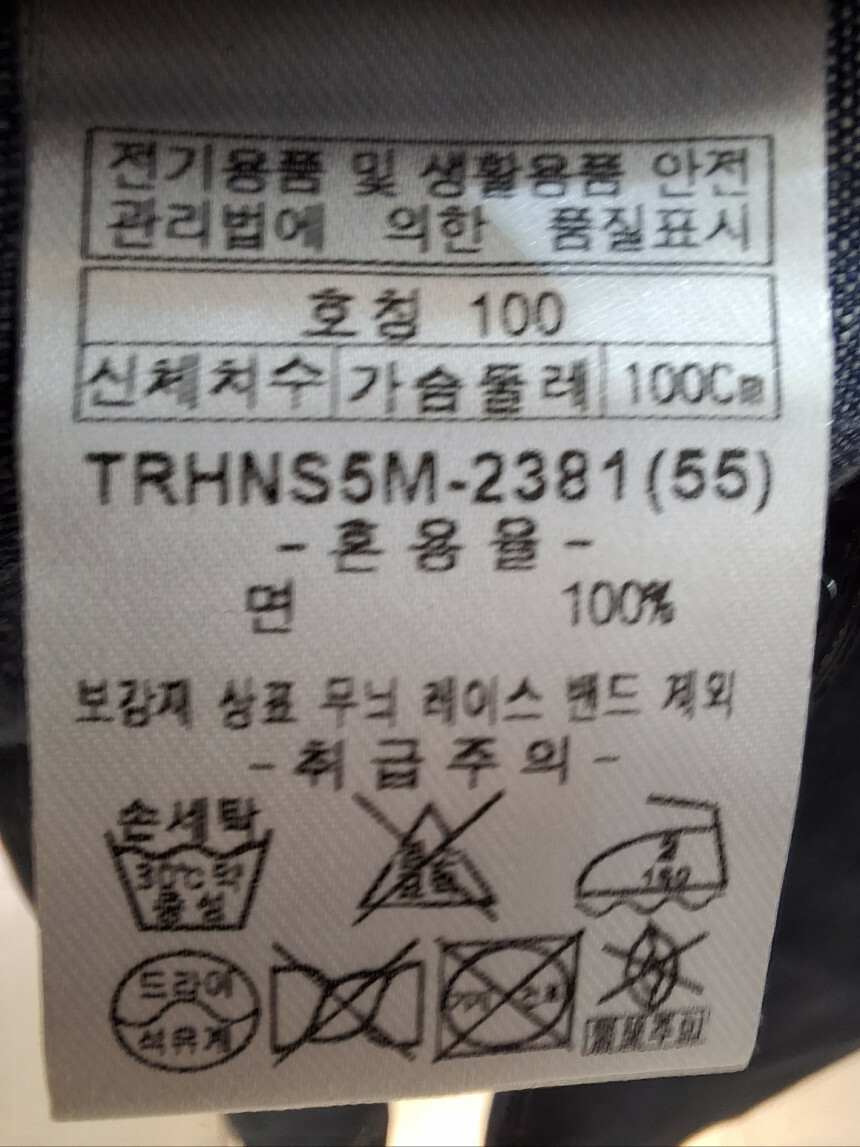 전기용품 및 생활용품 안전
관리법에 의한 품질표시
호칭 100
신체치수 가슴둘레 100Cm
TRHNS5M-2381(55)
- 혼용율 -
면 100%
보강재 상표 무늬 레이스 밴드 제외
- 취급주의 -
손세탁
30℃ 약
중성
드라이
석유계